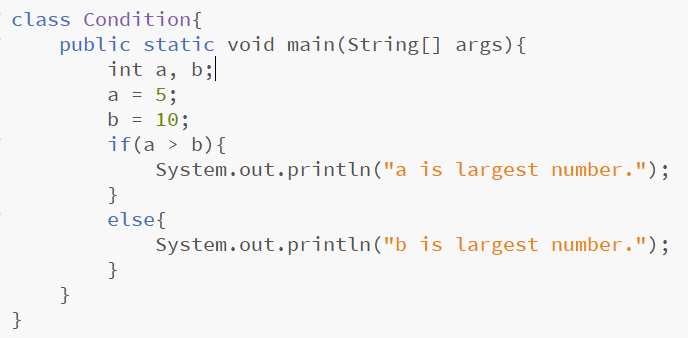 class Condition{
    public static void main(String[] args){
        int a, b;
        a = 5;
        b = 10;
        if(a > b){
            System.out.println("a is largest number.");
        }
        else{
            System.out.println("b is largest number.");
        }
    }
}